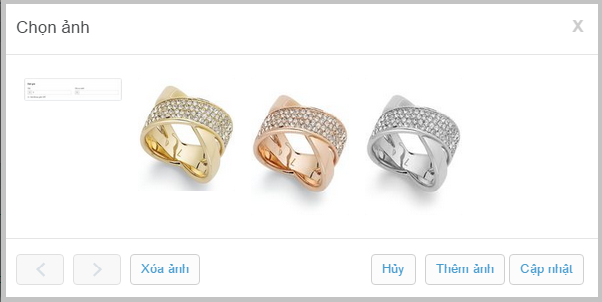 Chọn ảnh
X
Xóa ảnh
Hủy
Thêm ảnh
Cập nhật